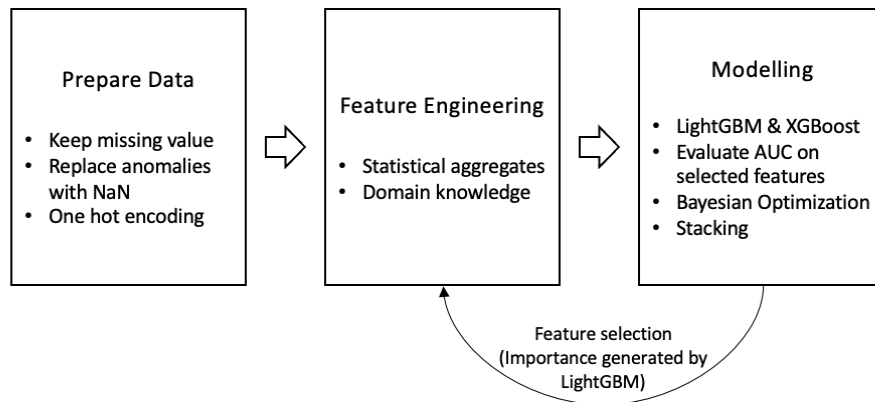 Prepare Data
• Keep missing value
• Replace anomalies
with NaN
• One hot encoding
Feature Engineering
• Statistical aggregates
• Domain knowledge
Modelling
• LightGBM & XGBoost
• Evaluate AUC on
selected features
• Bayesian Optimization
• Stacking
Feature selection
(Importance generated by
LightGBM)